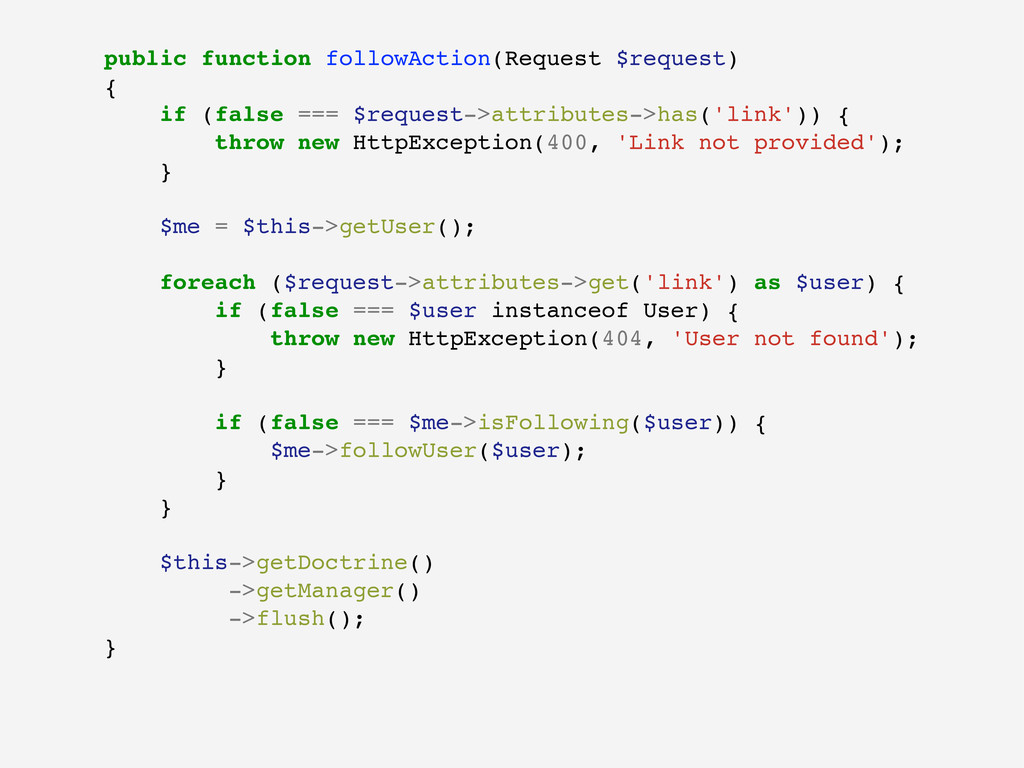 public function followAction(Request $request)
{
    if (false === $request->attributes->has('link')) {
        throw new HttpException(400, 'Link not provided');
    }

    $me = $this->getUser();

    foreach ($request->attributes->get('link') as $user) {
        if (false === $user instanceof User) {
            throw new HttpException(404, 'User not found');
        }

        if (false === $me->isFollowing($user)) {
            $me->followUser($user);
        }
    }

    $this->getDoctrine()
         ->getManager()
         ->flush();
}